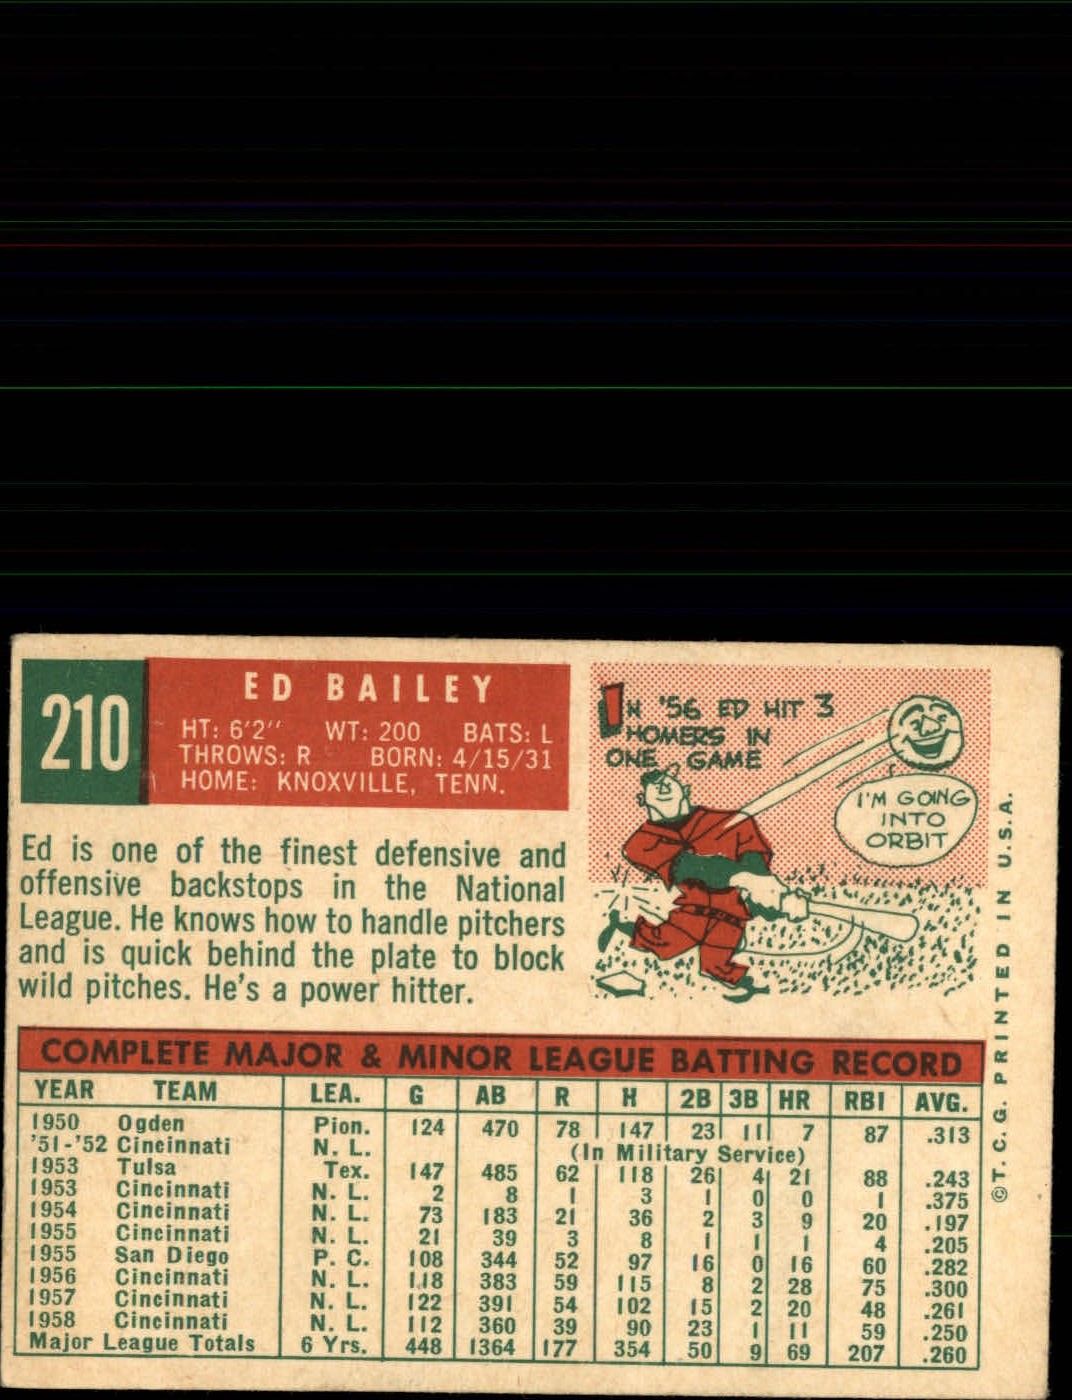 210
ED BAILEY
HT: 6'2" WT: 200 BATS: L
THROWS: R BORN: 4/15/31
HOME: KNOXVILLE, TENN.
IN '56 ED HIT 3
HOMERS IN
ONE GAME
I'M GOING
INTO
ORBIT
Ed is one of the finest defensive and
offensive backstops in the National
League. He knows how to handle pitchers
and is quick behind the plate to block
wild pitches. He's a power hitter.
©T. C. G. PRINTED IN U.S.A.
COMPLETE MAJOR & MINOR LEAGUE BATTING RECORD
YEAR TEAM LEA. G AB R H 2B 3B HR RBI AVG.
1950 Ogden Pion. 124 470 78 147 23 11 7 87 .313
'51-'52 Cincinnati N. L. (In Military Service)
1953 Tulsa Tex. 147 485 62 118 26 4 21 88 .243
1953 Cincinnati N. L. 2 8 1 3 1 0 0 1 .375
1954 Cincinnati N. L. 73 183 21 36 2 3 9 20 .197
1955 Cincinnati N. L. 21 39 3 8 1 1 1 4 .205
1955 San Diego P. C. 108 344 52 97 16 0 16 60 .282
1956 Cincinnati N. L. 118 383 59 115 8 2 28 75 .300
1957 Cincinnati N. L. 122 391 54 102 15 2 20 48 .261
1958 Cincinnati N. L. 112 360 39 90 23 1 11 59 .250
Major League Totals 6 Yrs. 448 1364 177 354 50 9 69 207 .260